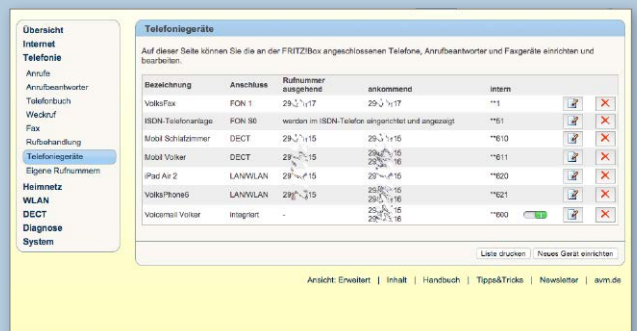 Übersicht
Internet
Telefonie
Anrufe
Anrufbeantworter
Telefonbuch
Weckruf
Fax
Rufbehandlung
Telefoniegeräte
Eigene Rufnummern
Heimnetz
WLAN
DECT
Diagnose
System
Telefoniegeräte
Auf dieser Seite können Sie die an der FRITZ!Box angeschlossenen Telefone, Anrufbeantworter und Faxgeräte einrichten und
bearbeiten.
Bezeichnung Anschluss Rufnummer ausgehend ankommend intern
VolksFax FON 1 **1
ISDN-Telefonanlage FON S0 werden im ISDN-Telefon eingerichtet und angezeigt **51
Mobil Schlafzimmer DECT **610
Mobil Volker DECT **611
iPad Air 2 LAN/WLAN **620
VolksPhone6 LAN/WLAN **621
Voicemail Volker integriert - **600
Liste drucken Neues Gerät einrichten
Ansicht: Erweitert | Inhalt | Handbuch | Tipps&Tricks | Newsletter | avm.de